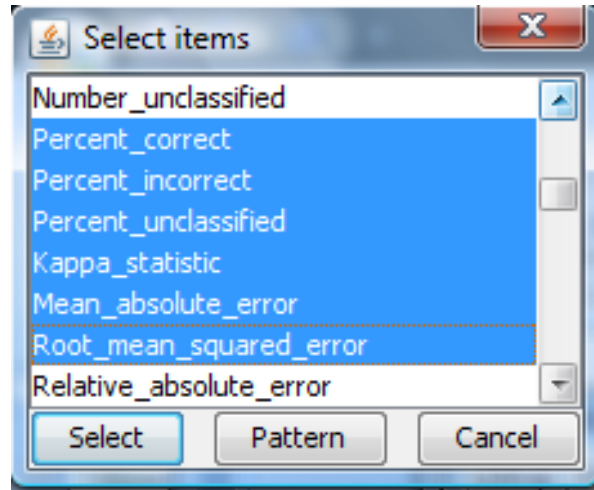 Select items
Number_unclassified
Percent_correct
Percent_incorrect
Percent_unclassified
Kappa_statistic
Mean_absolute_error
Root_mean_squared_error
Relative_absolute_error
Select Pattern Cancel